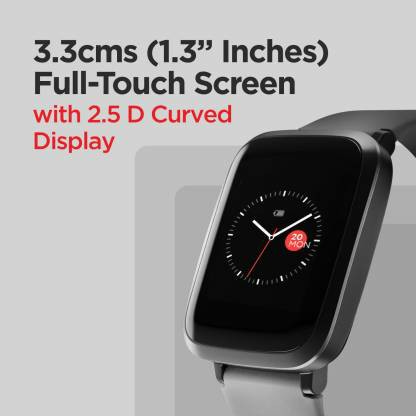 3.3cms (1.3” Inches)
Full-Touch Screen
with 2.5 D Curved
Display
20
MON